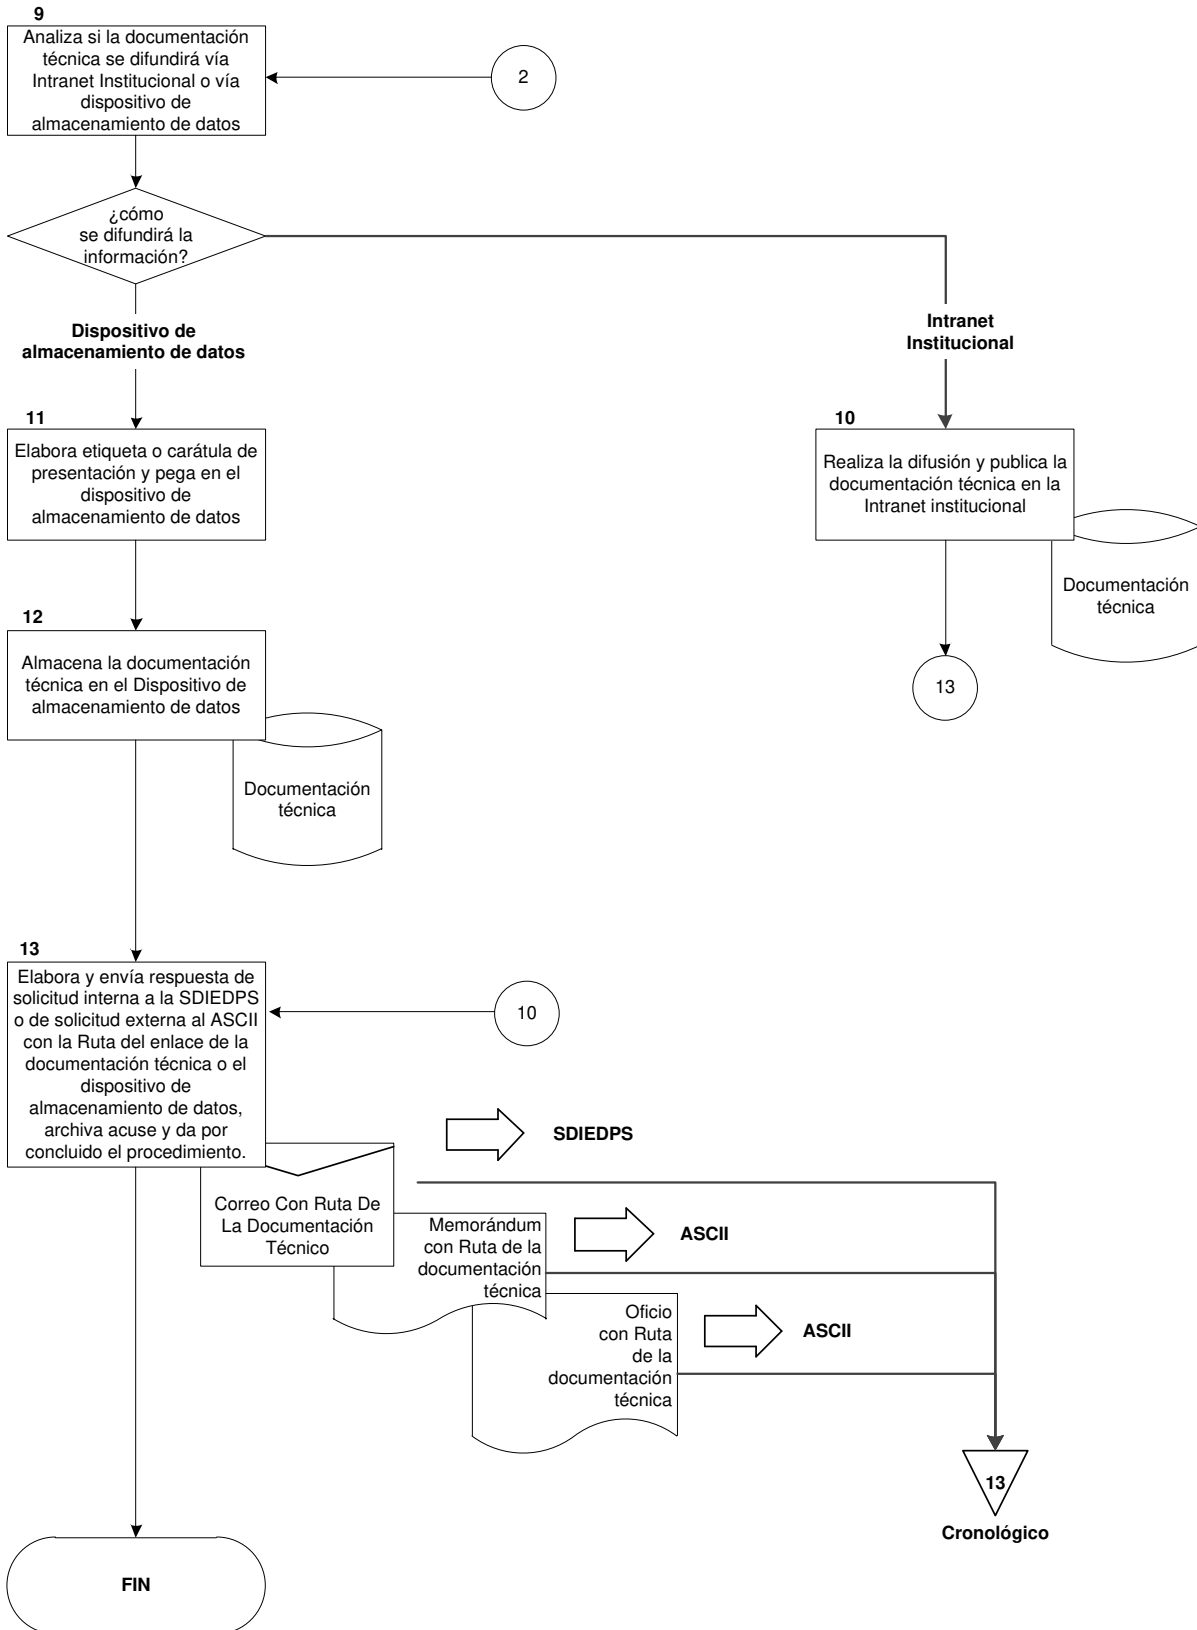 9
Analiza si la documentación
técnica se difundirá vía
Intranet Institucional o vía
dispositivo de
almacenamiento de datos
2
¿cómo
se difundirá la
información?
Dispositivo de
almacenamiento de datos
Intranet
Institucional
11
Elabora etiqueta o carátula de
presentación y pega en el
dispositivo de
almacenamiento de datos
10
Realiza la difusión y publica la
documentación técnica en la
Intranet institucional
Documentación
técnica
13
12
Almacena la documentación
técnica en el Dispositivo de
almacenamiento de datos
Documentación
técnica
13
Elabora y envía respuesta de
solicitud interna a la SDIEDPS
o de solicitud externa al ASCII
con la Ruta del enlace de la
documentación técnica o el
dispositivo de
almacenamiento de datos,
archiva acuse y da por
concluido el procedimiento.
10
SDIEDPS
Correo Con Ruta De
La Documentación
Técnico
Memorándum
con Ruta de la
documentación
técnica
ASCII
Oficio
con Ruta
de la
documentación
técnica
ASCII
13
Cronológico
FIN